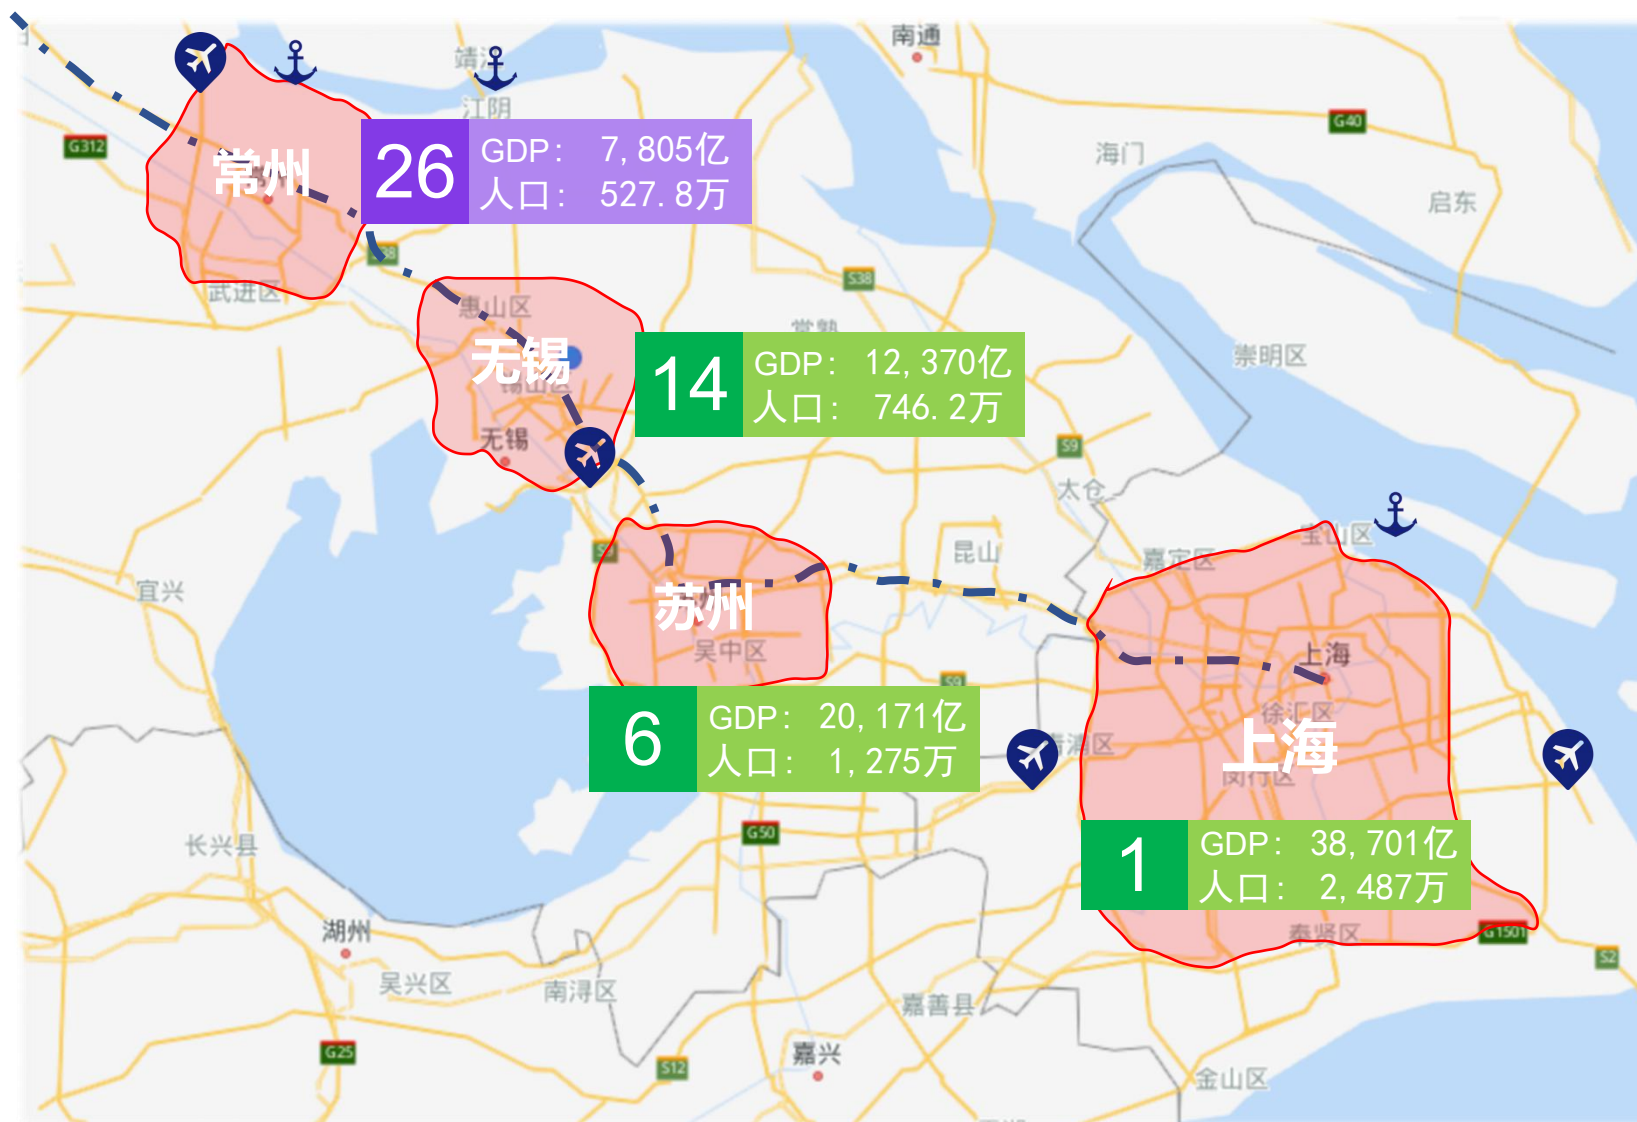 南通
靖江
江阴
G312
常州
26
GDP: 7,805亿
人口: 527.8万
G40
海门
启东
S38
武进区
S38
惠山区
常熟
无锡
锡山区
14
GDP: 12,370亿
人口: 746.2万
崇明区
无锡
S9
太仓
昆山
宝山区
嘉定区
宜兴
苏州
吴中区
上海
S9
6
GDP: 20,171亿
人口: 1,275万
徐汇区
青浦区
上海
闵行区
G50
长兴县
1
GDP: 38,701亿
人口: 2,487万
湖州
奉贤区
G1501
S2
吴兴区
南浔区
嘉善县
G25
S12
嘉兴
金山区